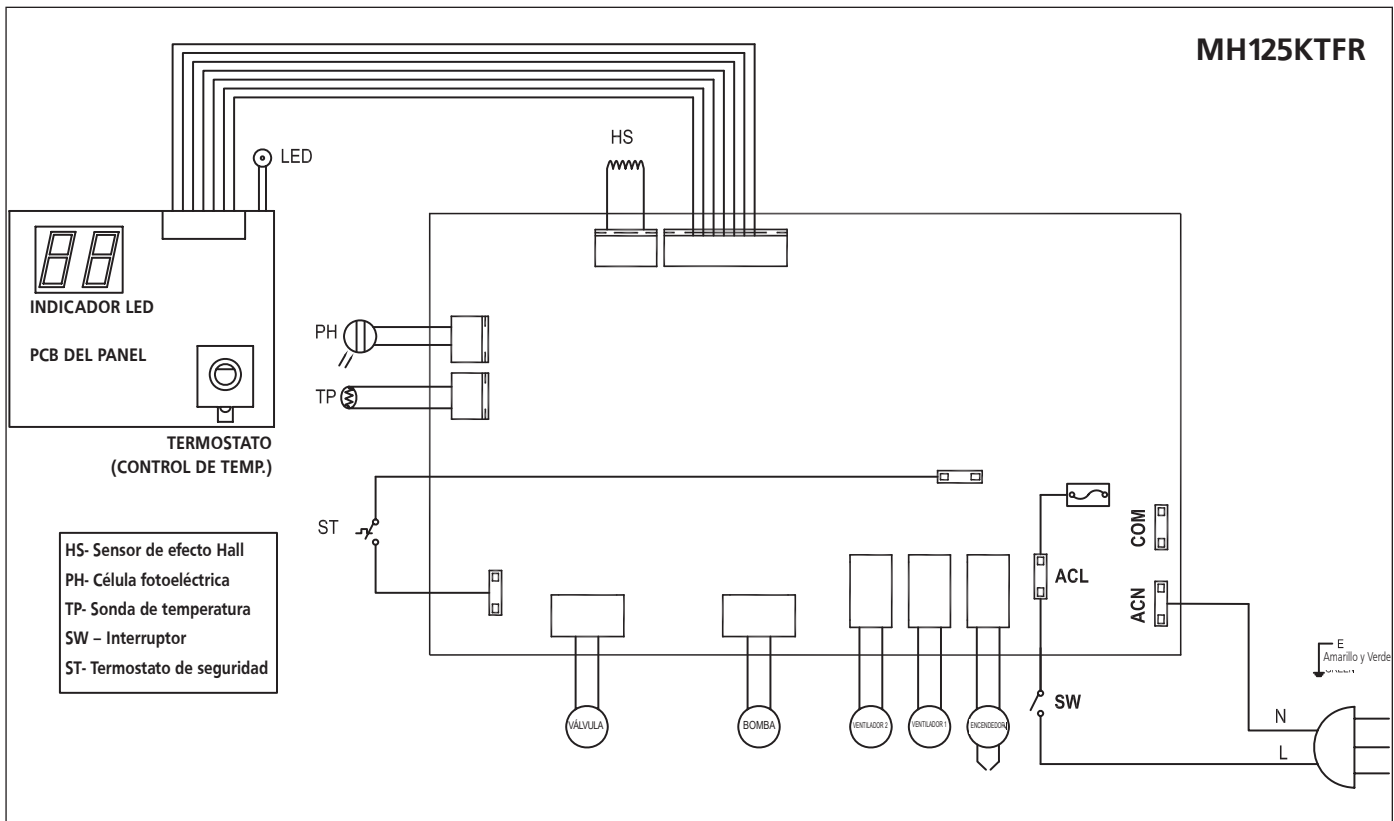 MH125KTFR
HS
LED
INDICADOR LED
PCB DEL PANEL
PH
TP
TERMOSTATO
(CONTROL DE TEMP.)
ST
HS- Sensor de efecto Hall
PH- Célula fotoeléctrica
TP- Sonda de temperatura
SW – Interruptor
ST- Termostato de seguridad
COM
ACL
ACN
E
Amarillo y Verde
SW
VÁLVULA
BOMBA
VENTILADOR 2
VENTILADOR 1
ENCENDEDOR
N
L